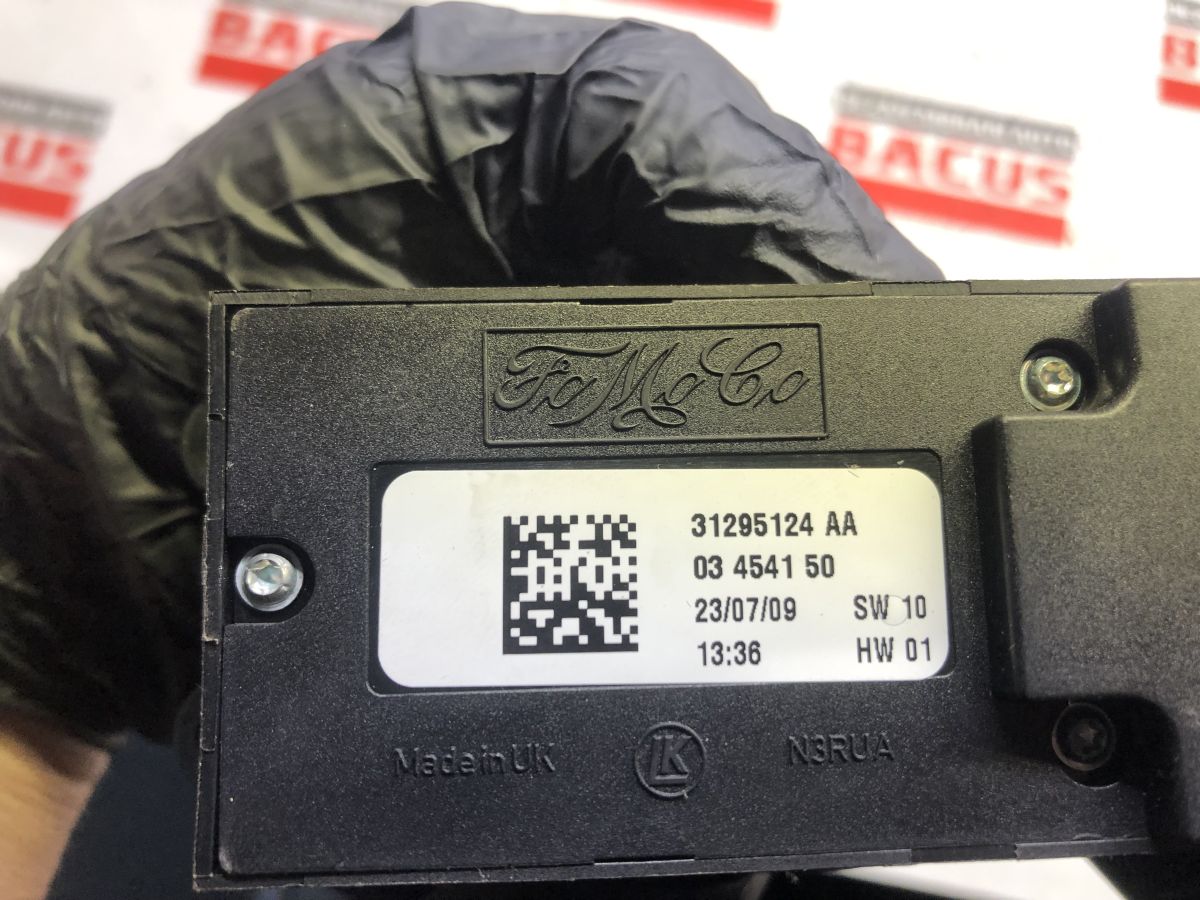 BACUS
BACUS
BACUS
FoMoCo
31295124 AA
03 4541 50
23/07/09 SW 10
13:36 HW 01
Made in UK LK N3RUA